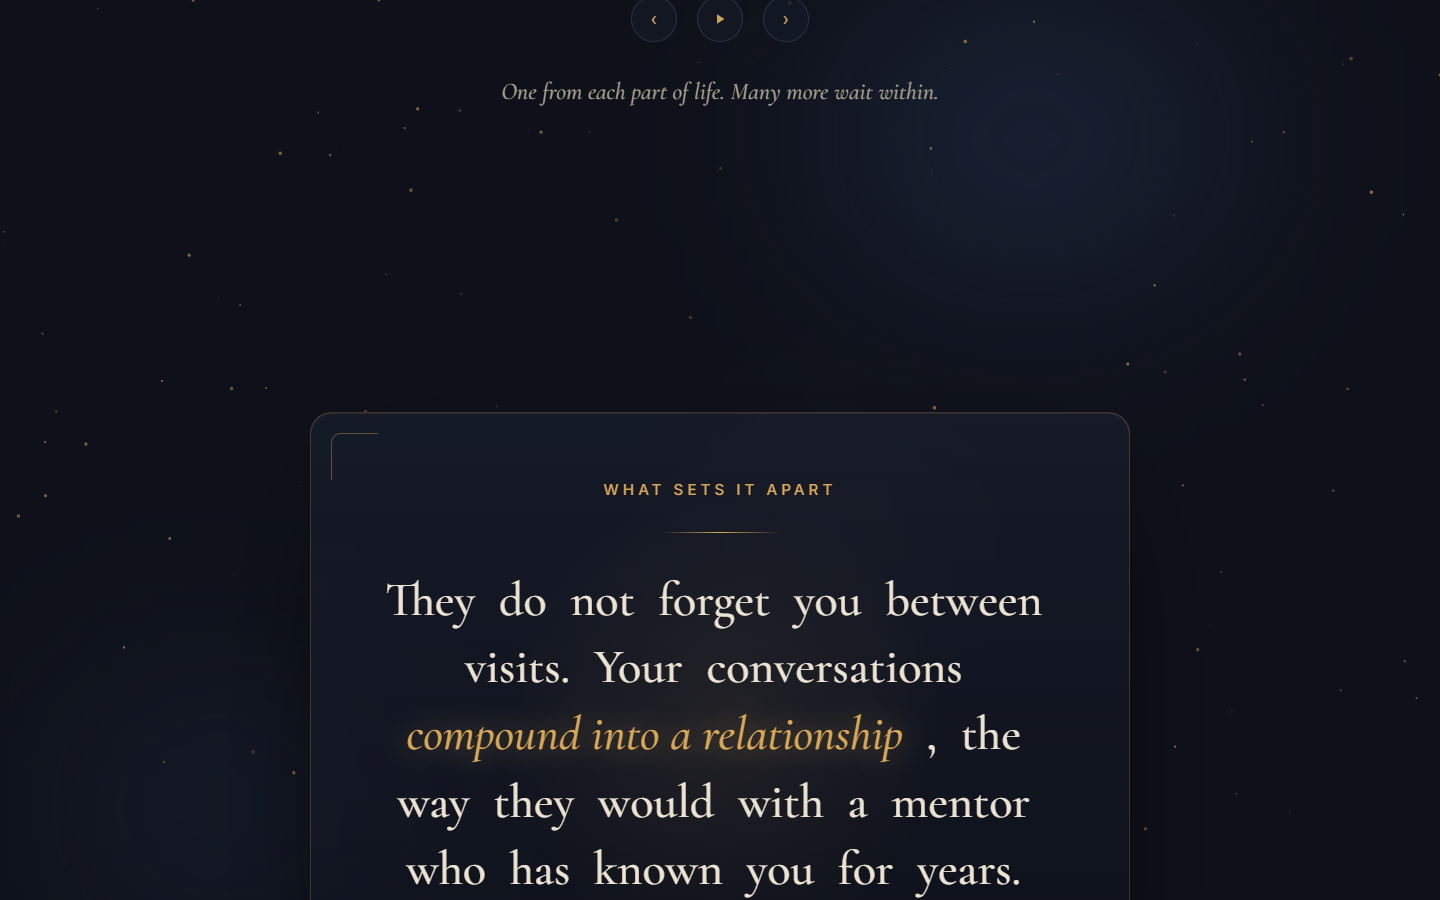 One from each part of life. Many more wait within.
WHAT SETS IT APART
They do not forget you between
visits. Your conversations
compound into a relationship , the
way they would with a mentor
who has known you for years.